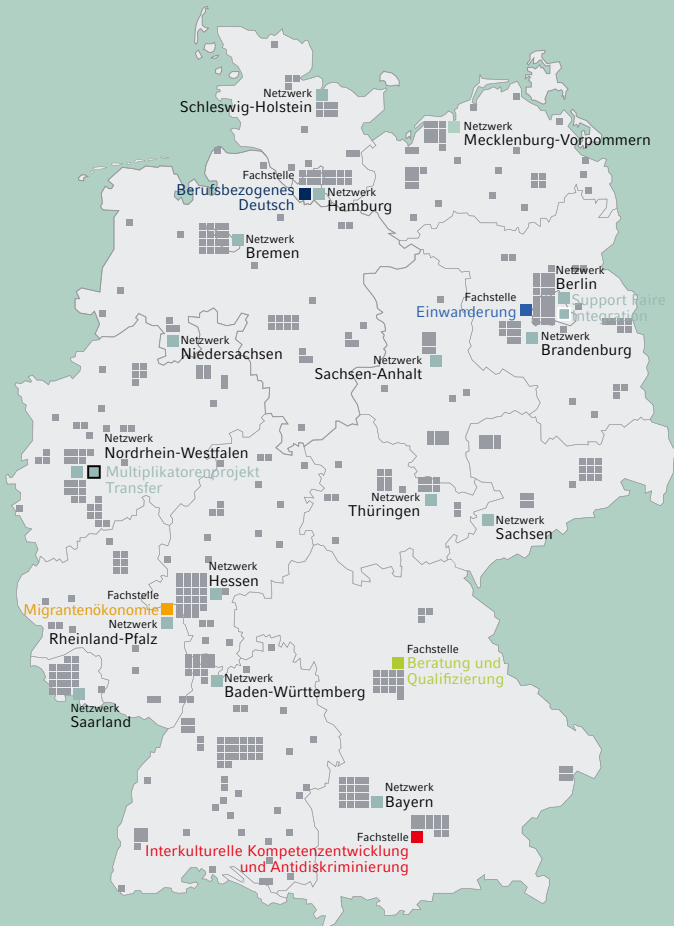 Netzwerk
Schleswig-Holstein
Netzwerk
Mecklenburg-Vorpommern
Fachstelle
Berufsbezogenes
Deutsch
Netzwerk
Hamburg
Netzwerk
Bremen
Netzwerk
Berlin
Support Faire
Integration
Fachstelle
Einwanderung
Netzwerk
Brandenburg
Netzwerk
Niedersachsen
Netzwerk
Sachsen-Anhalt
Netzwerk
Nordrhein-Westfalen
Multiplikatorenprojekt
Transfer
Netzwerk
Thüringen
Netzwerk
Sachsen
Netzwerk
Hessen
Fachstelle
Migrantenökonomie
Netzwerk
Rheinland-Pfalz
Fachstelle
Beratung und
Qualifizierung
Netzwerk
Baden-Württemberg
Netzwerk
Saarland
Netzwerk
Bayern
Fachstelle
Interkulturelle Kompetenzentwicklung
und Antidiskriminierung